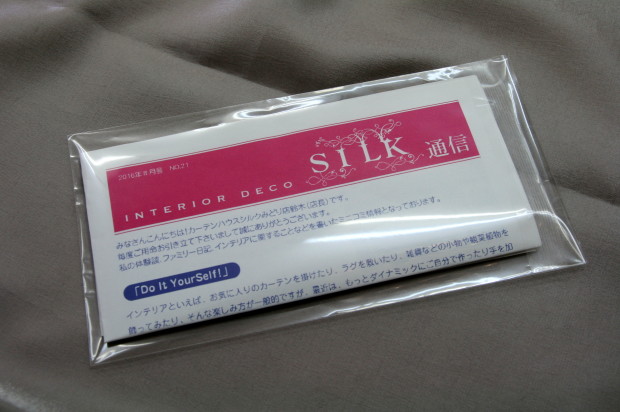 2016年8月号 NO.21
INTERIOR DECO SILK 通信
みなさんこんにちは!カーテンハウスシルクみどり店鈴木(店長)です。
毎度ご用命お引き立て下さいまして誠にありがとうございます。
私の体験談、ファミリー日記、インテリアに関することなどを書いたミニコミ情報となっております。
「Do It YourSelf!」
インテリアといえば、お気に入りのカーテンを掛けたり、ラグを敷いたり、雑貨などの小物や観葉植物を
飾ってみたり、そんな楽しみ方が一般的ですが、最近は、もっとダイナミックにご自分で作ったり手を加